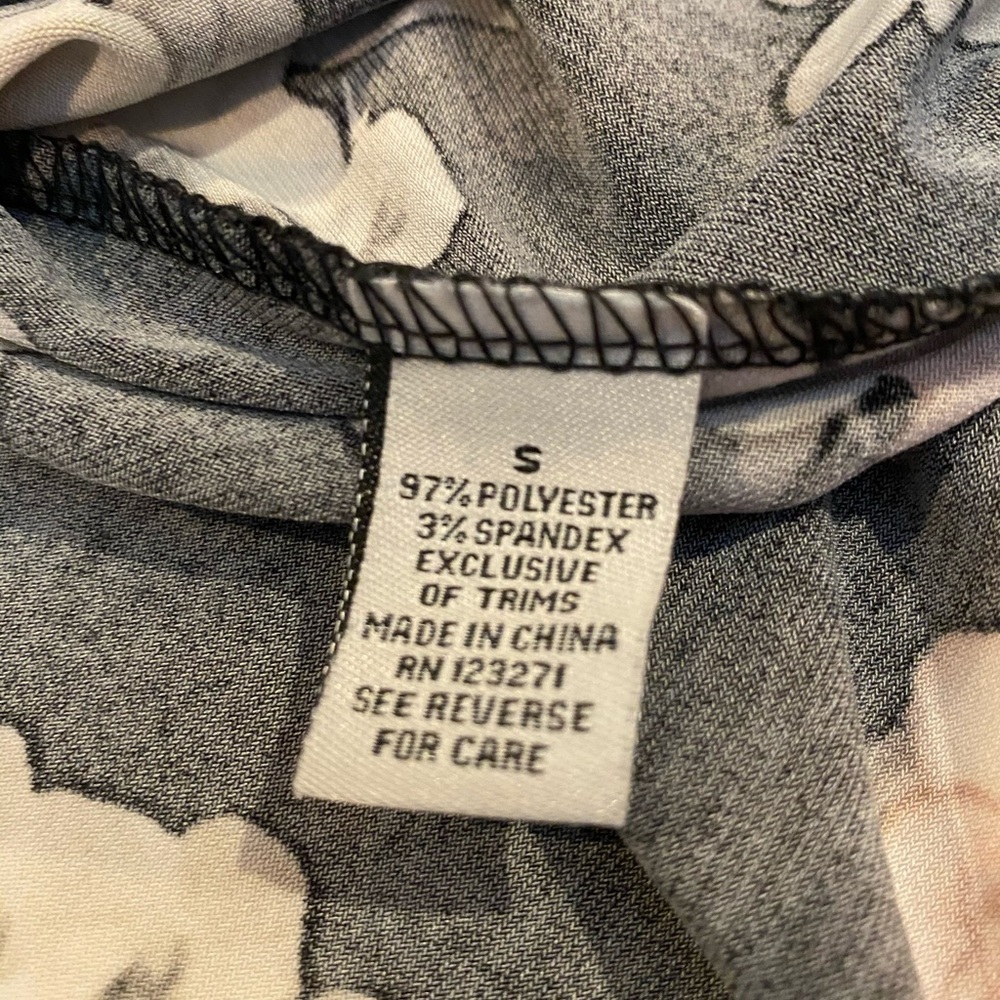 S
97% POLYESTER
3% SPANDEX
EXCLUSIVE
OF TRIMS
MADE IN CHINA
RN 123271
SEE REVERSE
FOR CARE